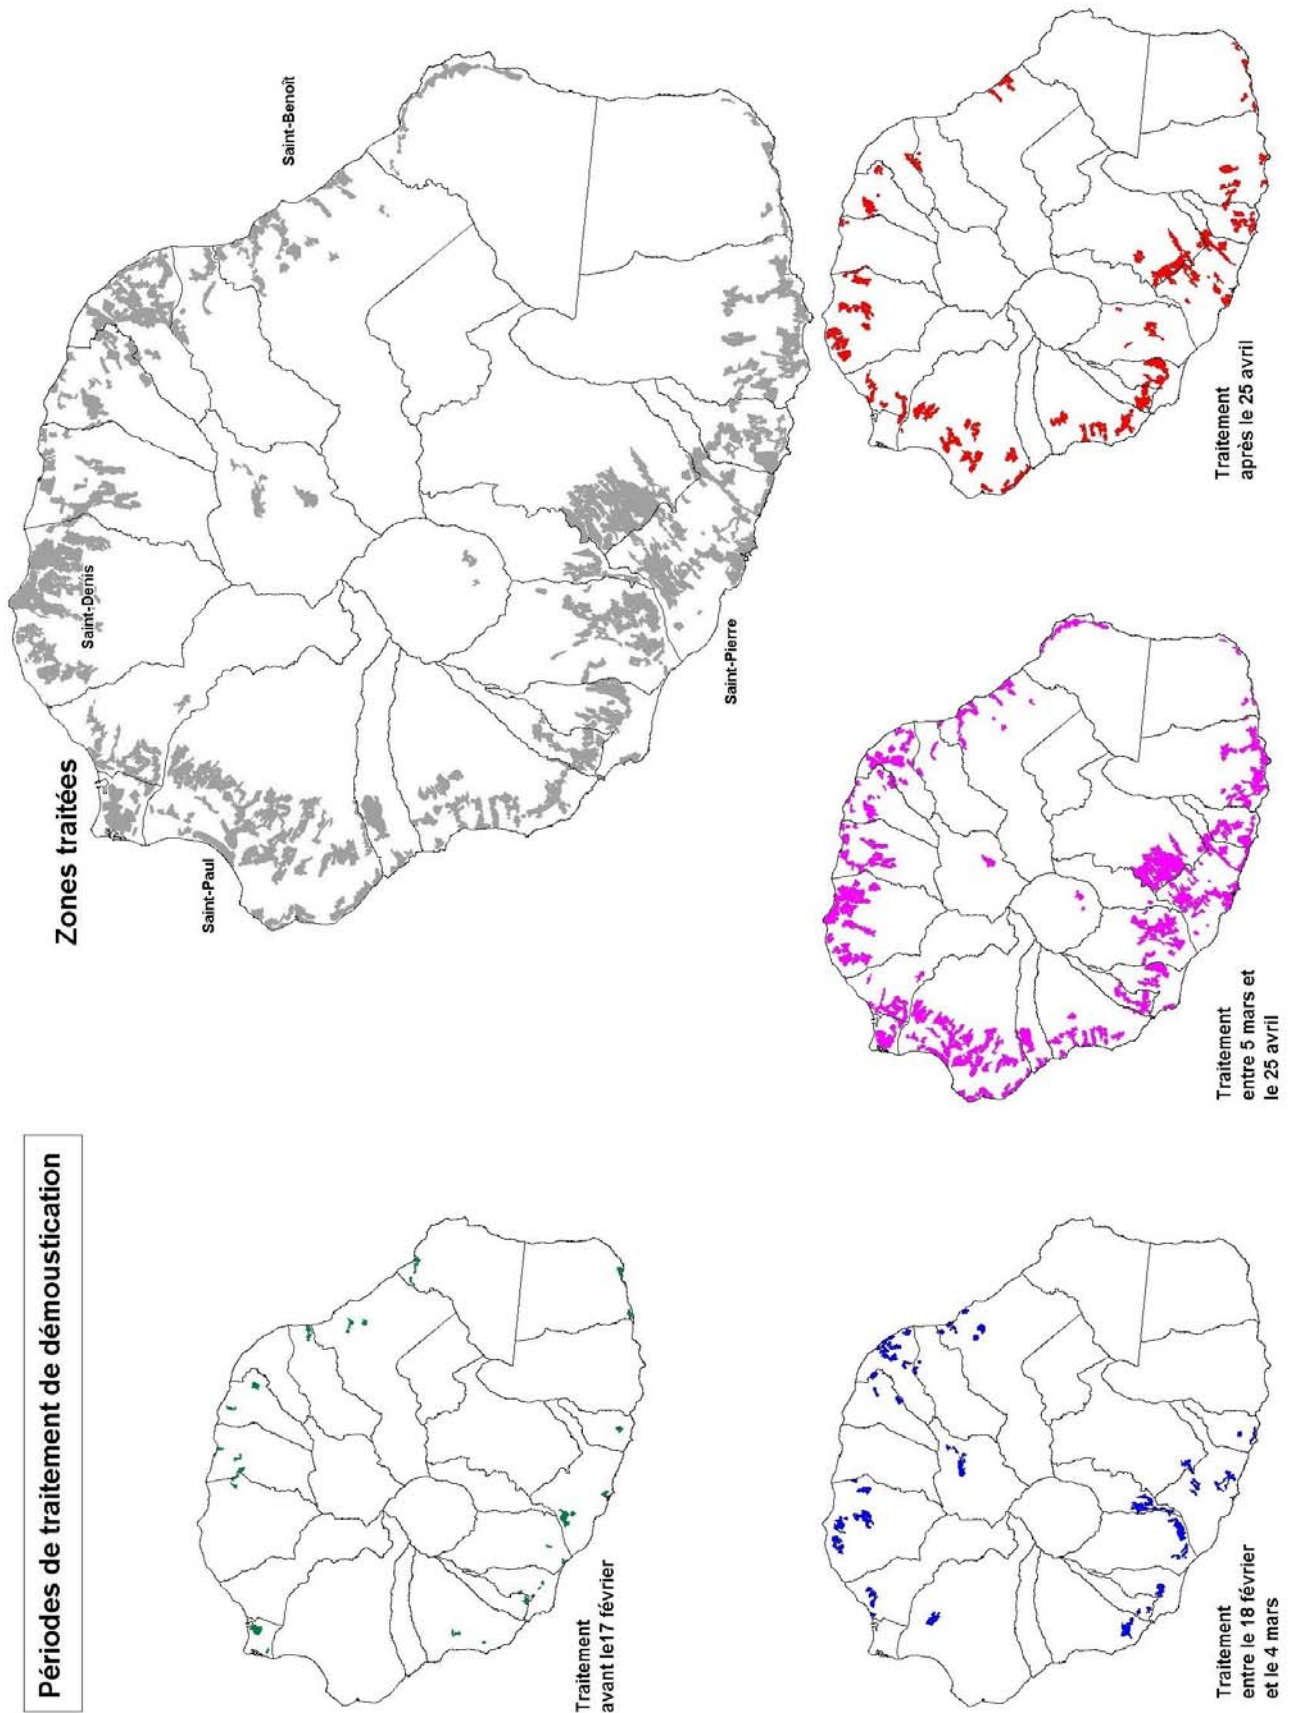 Périodes de traitement de démoustication
Zones traitées
Saint-Benoît
Saint-Denis
Saint-Paul
Saint-Pierre
Traitement
avant le17 février
Traitement
entre le 18 février
et le 4 mars
Traitement
entre 5 mars et
le 25 avril
Traitement
après le 25 avril